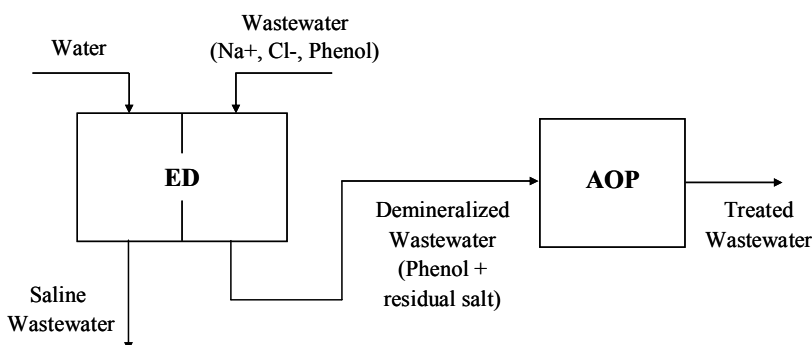 Water
Wastewater
(Na+, Cl-, Phenol)
ED
AOP
Demineralized
Wastewater
(Phenol +
residual salt)
Treated
Wastewater
Saline
Wastewater